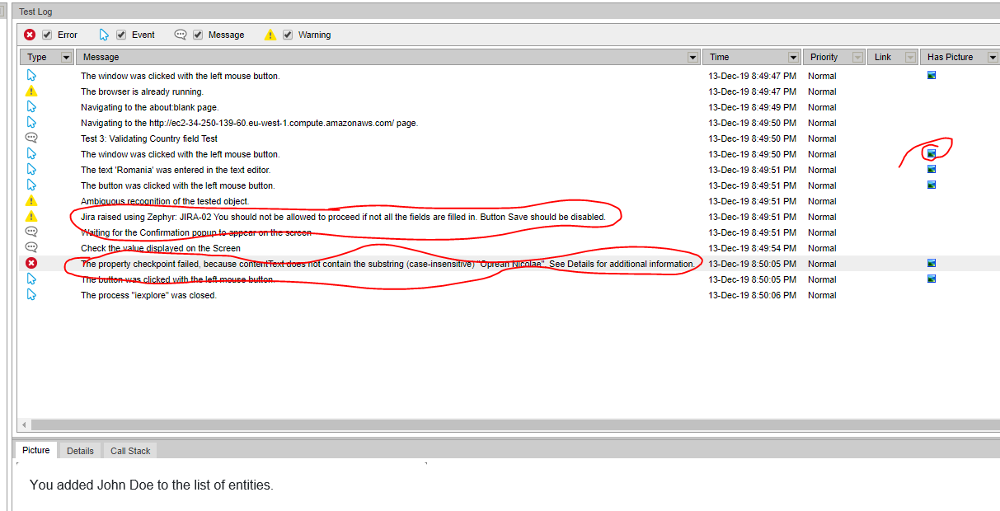 Test Log
Error Event Message Warning
Type Message Time Priority Link Has Picture
The window was clicked with the left mouse button. 13-Dec-19 8:49:47 PM Normal
The browser is already running. 13-Dec-19 8:49:47 PM Normal
Navigating to the about:blank page. 13-Dec-19 8:49:49 PM Normal
Navigating to the http://ec2-34-250-139-60.eu-west-1.compute.amazonaws.com/ page. 13-Dec-19 8:49:50 PM Normal
Test 3: Validating Country field Test 13-Dec-19 8:49:50 PM Normal
The window was clicked with the left mouse button. 13-Dec-19 8:49:50 PM Normal
The text 'Romania' was entered in the text editor. 13-Dec-19 8:49:51 PM Normal
The button was clicked with the left mouse button. 13-Dec-19 8:49:51 PM Normal
Ambiguous recognition of the tested object. 13-Dec-19 8:49:51 PM Normal
Jira raised using Zephyr: JIRA-02 You should not be allowed to proceed if not all the fields are filled in. Button Save should be disabled. 13-Dec-19 8:49:51 PM Normal
Waiting for the Confirmation popup to appear on the screen 13-Dec-19 8:49:51 PM Normal
Check the value displayed on the Screen 13-Dec-19 8:49:54 PM Normal
The property checkpoint failed, because contentText does not contain the substring (case-insensitive) "Oprean Nicolae". See Details for additional information. 13-Dec-19 8:50:05 PM Normal
The button was clicked with the left mouse button. 13-Dec-19 8:50:05 PM Normal
The process "iexplore" was closed. 13-Dec-19 8:50:06 PM Normal
Picture Details Call Stack
You added John Doe to the list of entities.